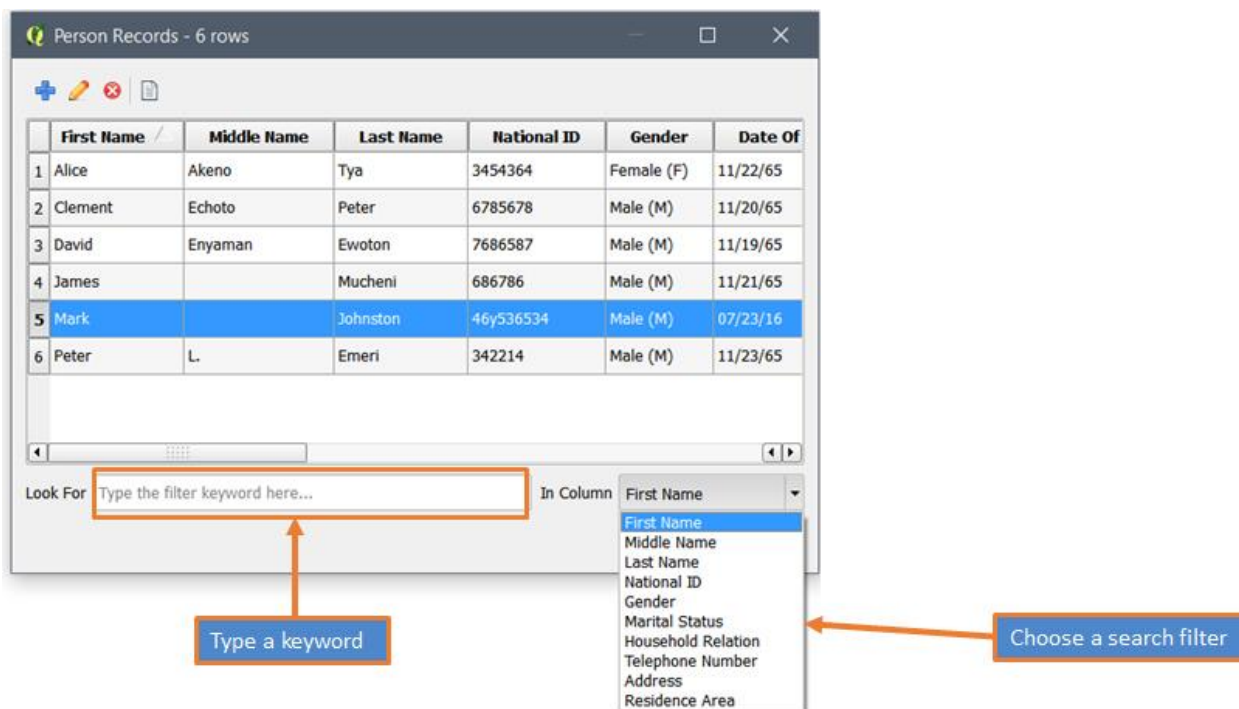 Person Records - 6 rows
First Name Middle Name Last Name National ID Gender Date Of
1 Alice Akeno Tya 3454364 Female (F) 11/22/65
2 Clement Echoto Peter 6785678 Male (M) 11/20/65
3 David Enyaman Ewoton 7686587 Male (M) 11/19/65
4 James Mucheni 686786 Male (M) 11/21/65
5 Mark Johnston 46y536534 Male (M) 07/23/16
6 Peter L. Emeri 342214 Male (M) 11/23/65
Look For Type the filter keyword here... In Column First Name
First Name
Middle Name
Last Name
National ID
Gender
Marital Status
Household Relation
Telephone Number
Address
Residence Area
Type a keyword
Choose a search filter